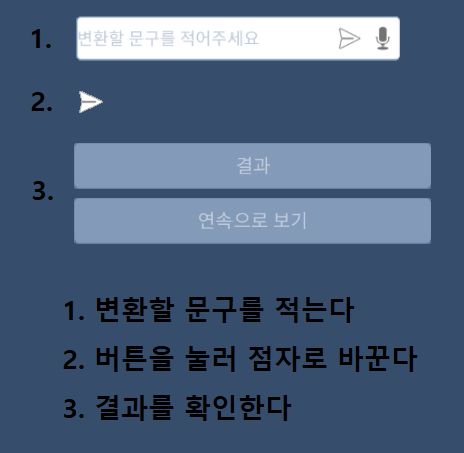 1. 변환할 문구를 적어주세요
2.
3. 결과
연속으로 보기
1. 변환할 문구를 적는다
2. 버튼을 눌러 점자로 바꾼다
3. 결과를 확인한다